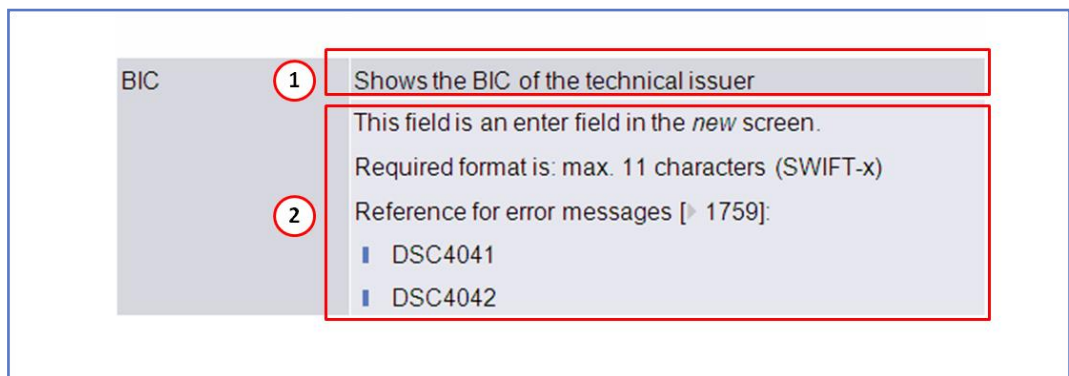 BIC
1
Shows the BIC of the technical issuer
This field is an enter field in the new screen.
Required format is: max. 11 characters (SWIFT-x)
2
Reference for error messages [ 1759]:
DSC4041
DSC4042